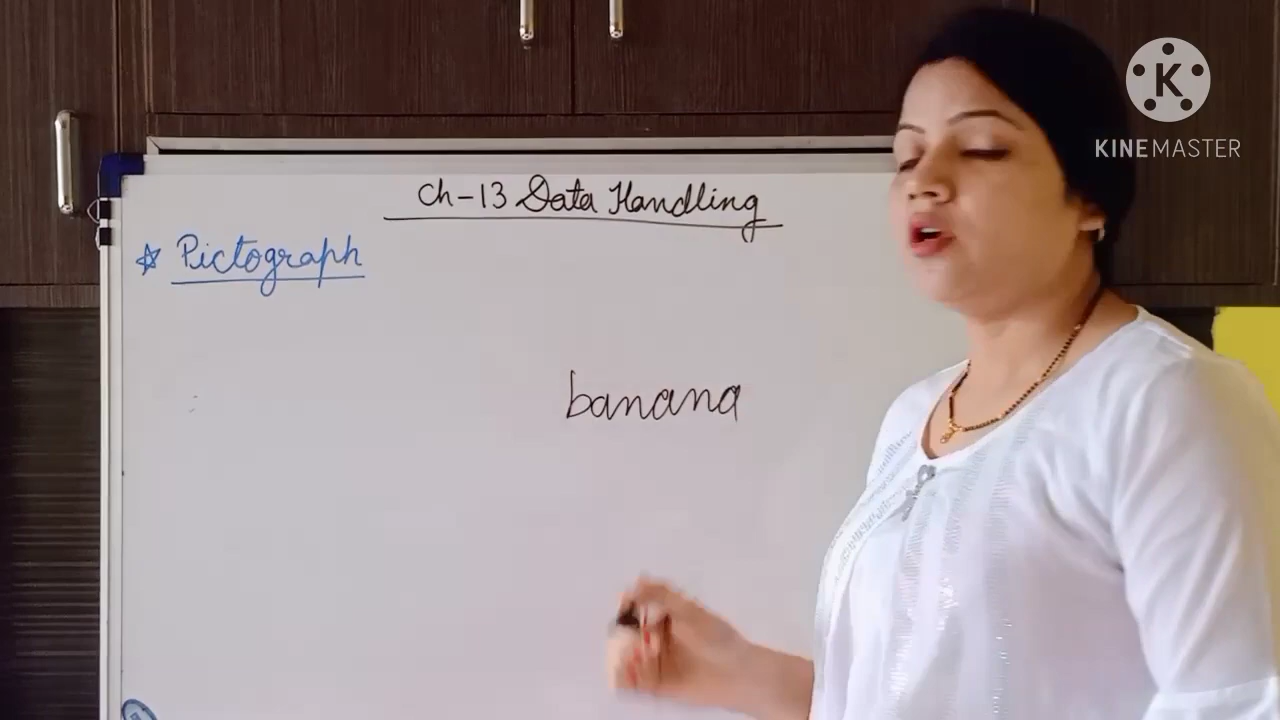 Ch-13 Data Handling
☆ Pictograph
banana
K
KINEMASTER